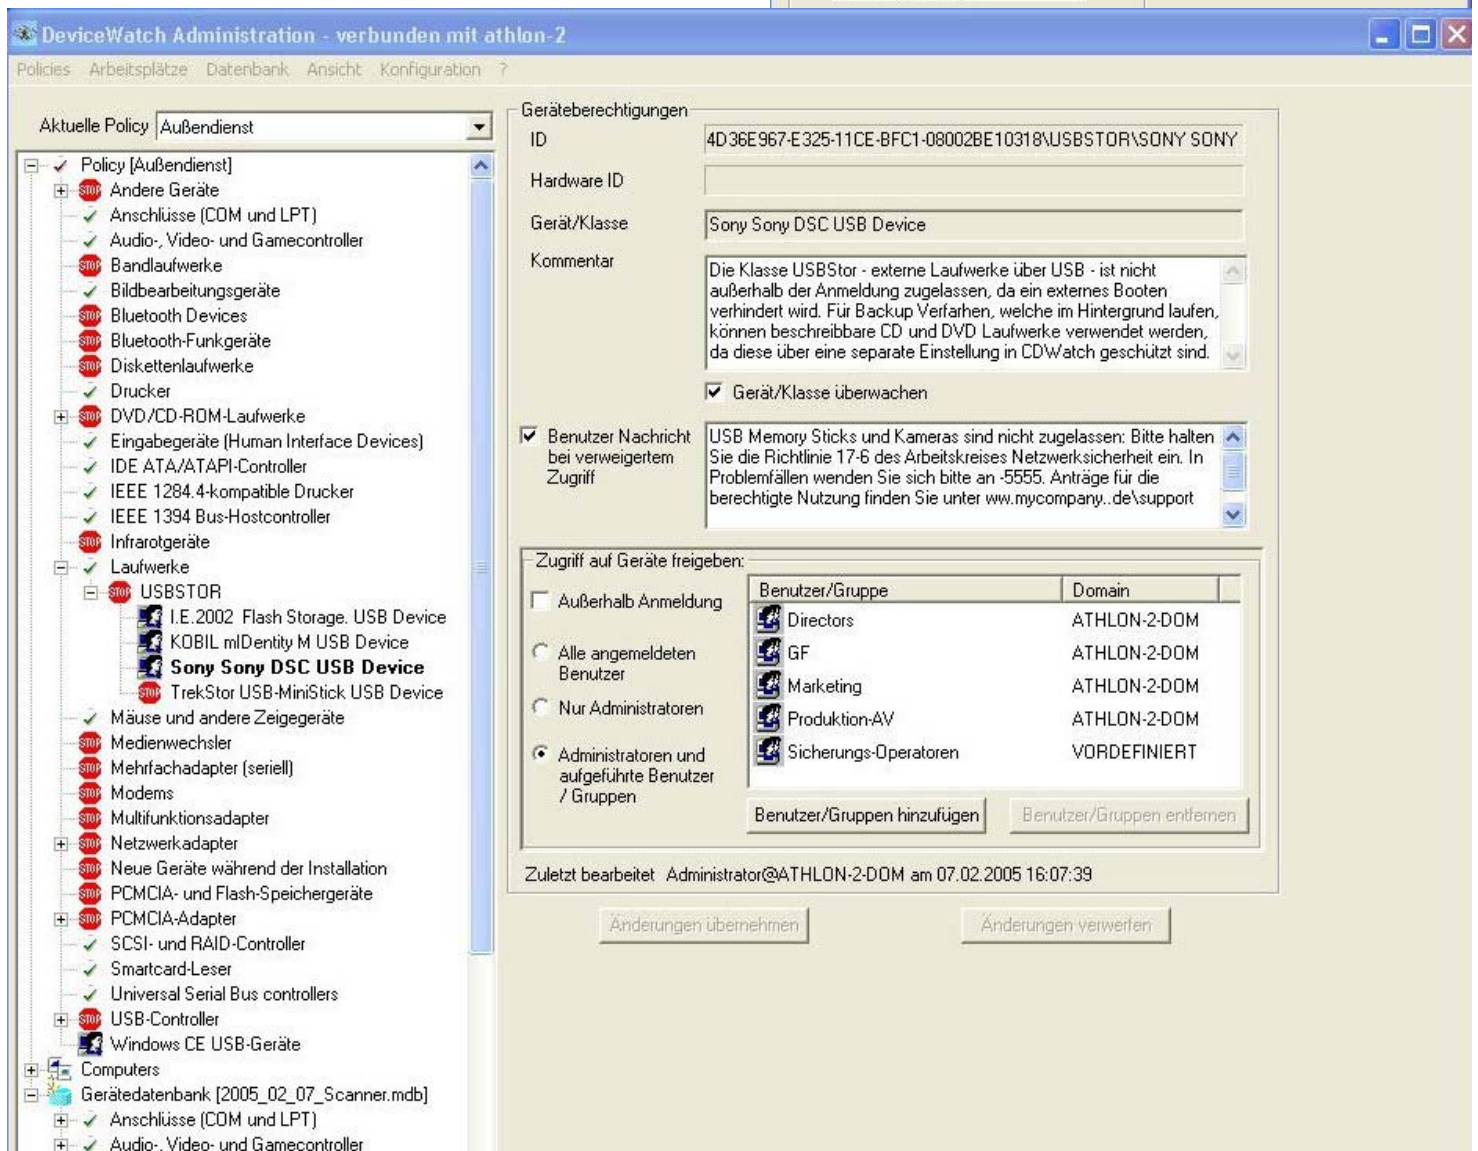 DeviceWatch Administration - verbunden mit athlon-2
Policies Arbeitsplätze Datenbank Ansicht Konfiguration ?
Aktuelle Policy Außendienst
Policy [Außendienst]
Andere Geräte
Anschlüsse (COM und LPT)
Audio-, Video- und Gamecontroller
Bandlaufwerke
Bildbearbeitungsgeräte
Bluetooth Devices
Bluetooth-Funkgeräte
Diskettenlaufwerke
Drucker
DVD/CD-ROM-Laufwerke
Eingabegeräte (Human Interface Devices)
IDE ATA/ATAPI-Controller
IEEE 1284.4-kompatible Drucker
IEEE 1394 Bus-Hostcontroller
Infrarotgeräte
Laufwerke
USBSTOR
I.E.2002 Flash Storage. USB Device
KOBIL mIDentity M USB Device
Sony Sony DSC USB Device
TrekStor USB-MiniStick USB Device
Mäuse und andere Zeigegeräte
Medienwechsler
Mehrfachadapter (seriell)
Modems
Multifunktionsadapter
Netzwerkadapter
Neue Geräte während der Installation
PCMCIA- und Flash-Speichergeräte
PCMCIA-Adapter
SCSI- und RAID-Controller
Smartcard-Leser
Universal Serial Bus controllers
USB-Controller
Windows CE USB-Geräte
Computers
Gerätedatenbank [2005_02_07_Scanner.mdb]
Anschlüsse (COM und LPT)
Audio-, Video- und Gamecontroller
Geräteberechtigungen
ID 4D36E967-E325-11CE-BFC1-08002BE10318\USBSTOR\SONY SONY
Hardware ID
Gerät/Klasse Sony Sony DSC USB Device
Kommentar
Die Klasse USBStor - externe Laufwerke über USB - ist nicht
außerhalb der Anmeldung zugelassen, da ein externes Booten
verhindert wird. Für Backup Verfarhen, welche im Hintergrund laufen,
können beschreibbare CD und DVD Laufwerke verwendet werden,
da diese über eine separate Einstellung in CDWatch geschützt sind.
Gerät/Klasse überwachen
Benutzer Nachricht
bei verweigertem
Zugriff
USB Memory Sticks und Kameras sind nicht zugelassen: Bitte halten
Sie die Richtlinie 17-6 des Arbeitskreises Netzwerksicherheit ein. In
Problemfällen wenden Sie sich bitte an -5555. Anträge für die
berechtigte Nutzung finden Sie unter ww.mycompany..de\support
Zugriff auf Geräte freigeben:
Außerhalb Anmeldung
Alle angemeldeten
Benutzer
Nur Administratoren
Administratoren und
aufgeführte Benutzer
/ Gruppen
Benutzer/Gruppe Domain
Directors ATHLON-2-DOM
GF ATHLON-2-DOM
Marketing ATHLON-2-DOM
Produktion-AV ATHLON-2-DOM
Sicherungs-Operatoren VORDEFINIERT
Benutzer/Gruppen hinzufügen Benutzer/Gruppen entfernen
Zuletzt bearbeitet Administrator@ATHLON-2-DOM am 07.02.2005 16:07:39
Änderungen übernehmen Änderungen verwerfen